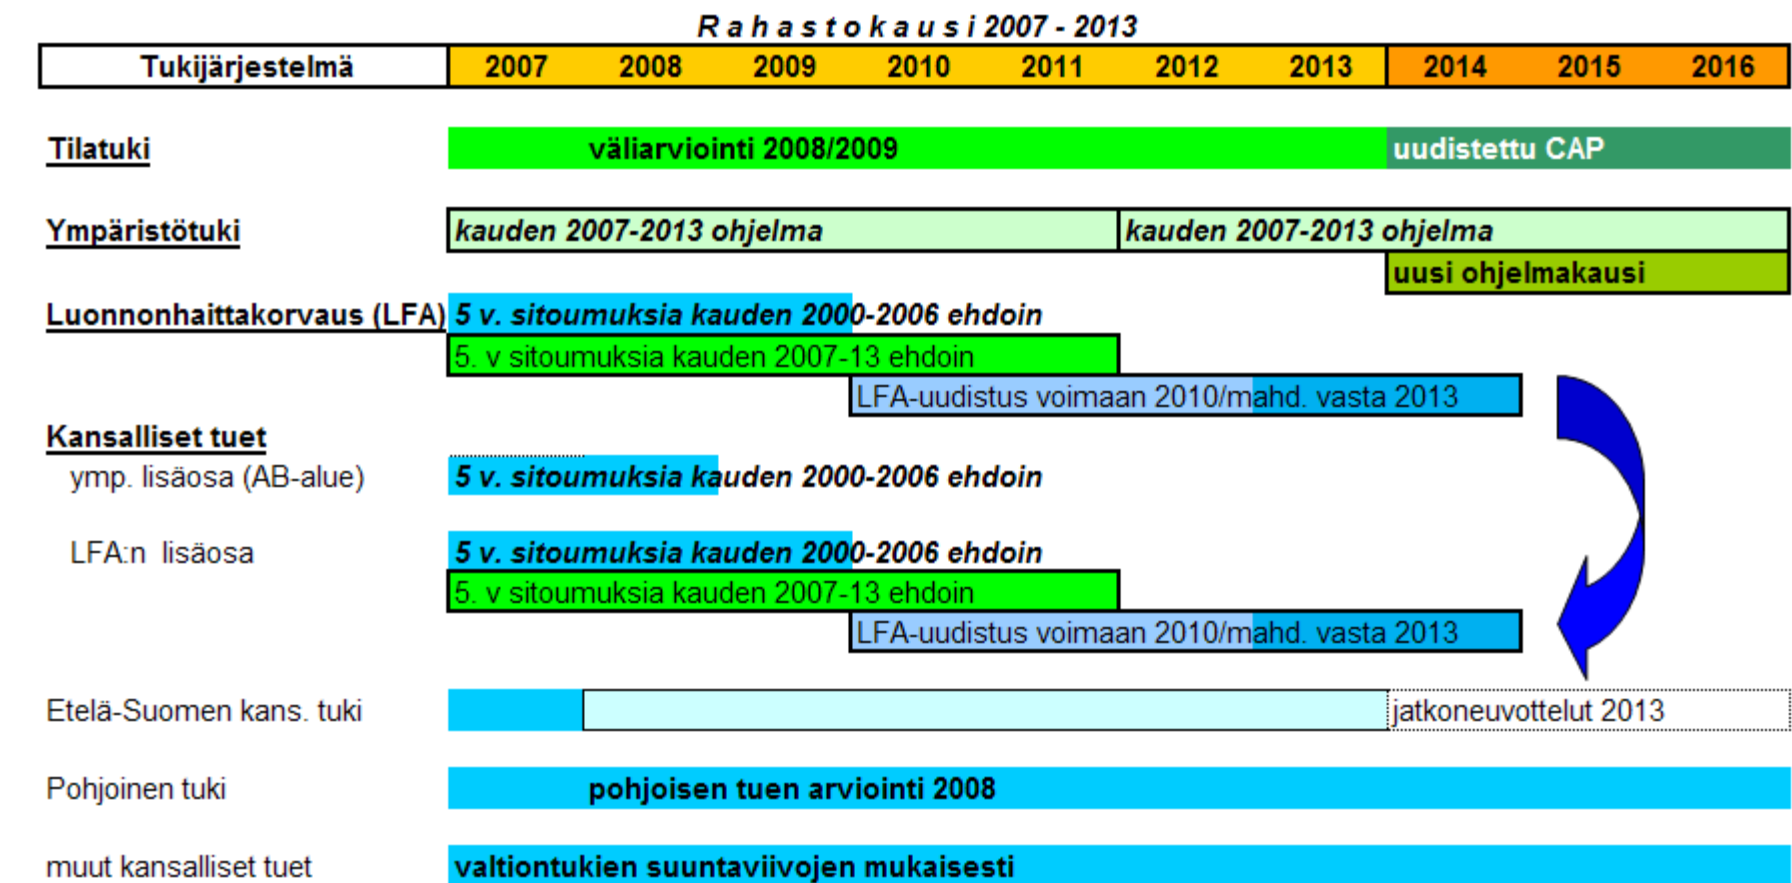 Rahastokausi 2007 - 2013
Tukijärjestelmä 2007 2008 2009 2010 2011 2012 2013 2014 2015 2016
Tilatuki väliarviointi 2008/2009 uudistettu CAP
Ympäristötuki kauden 2007-2013 ohjelma kauden 2007-2013 ohjelma
uusi ohjelmakausi
Luonnonhaittakorvaus (LFA) 5 v. sitoumuksia kauden 2000-2006 ehdoin
5. v sitoumuksia kauden 2007-13 ehdoin
LFA-uudistus voimaan 2010/mahd. vasta 2013
Kansalliset tuet
ymp. lisäosa (AB-alue) 5 v. sitoumuksia kauden 2000-2006 ehdoin
LFA:n lisäosa 5 v. sitoumuksia kauden 2000-2006 ehdoin
5. v sitoumuksia kauden 2007-13 ehdoin
LFA-uudistus voimaan 2010/mahd. vasta 2013
Etelä-Suomen kans. tuki jatkoneuvottelut 2013
Pohjoinen tuki pohjoisen tuen arviointi 2008
muut kansalliset tuet valtiontukien suuntaviivojen mukaisesti